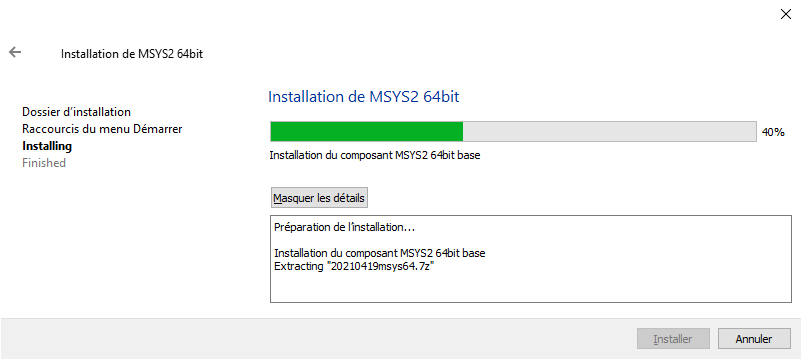 Installation de MSYS2 64bit
Dossier d'installation
Raccourcis du menu Démarrer
Installing
Finished
Installation de MSYS2 64bit
40%
Installation du composant MSYS2 64bit base
Masquer les détails
Préparation de l'installation...
Installation du composant MSYS2 64bit base
Extracting "20210419msys64.7z"
Installer
Annuler